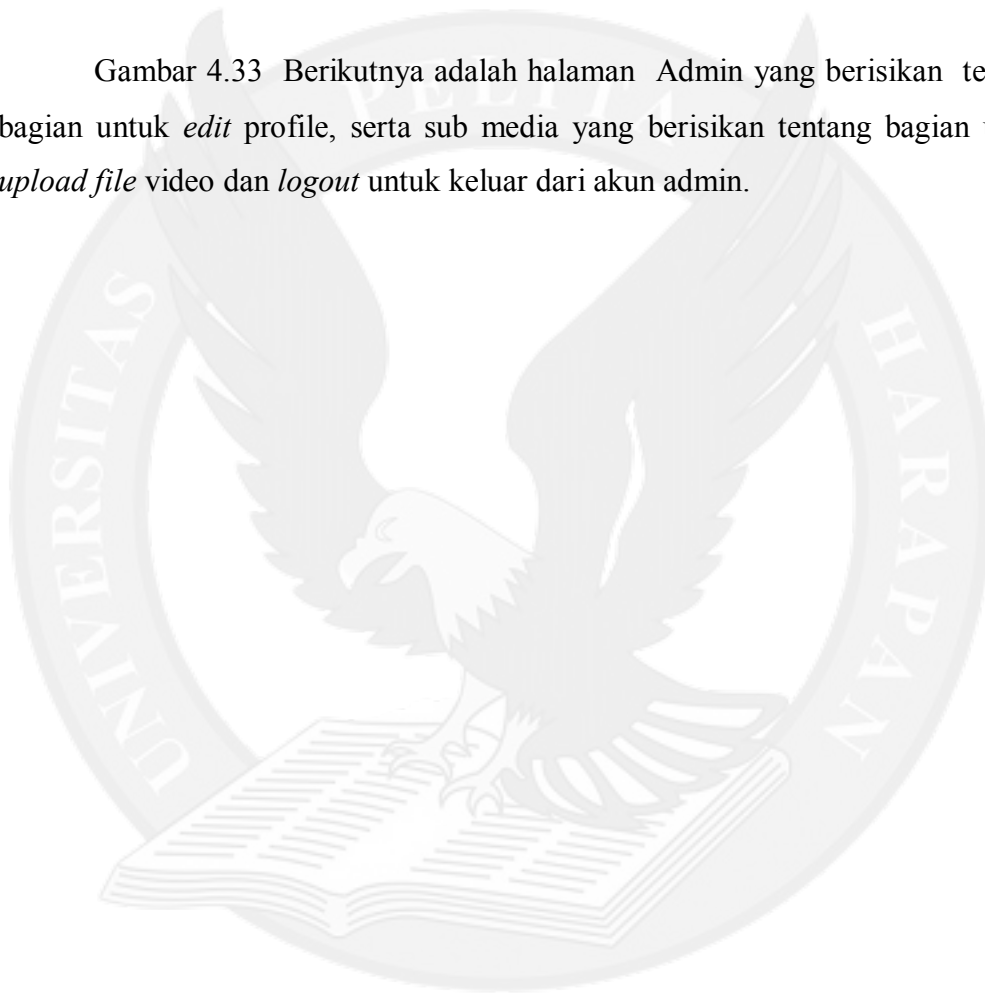 Gambar 4.33 Berikutnya adalah halaman Admin yang berisikan
bagian untuk edit profile, serta sub media yang berisikan tentang bagian
upload file video dan logout untuk keluar dari akun admin.
UNIVERSITAS PELITA HARAPAN